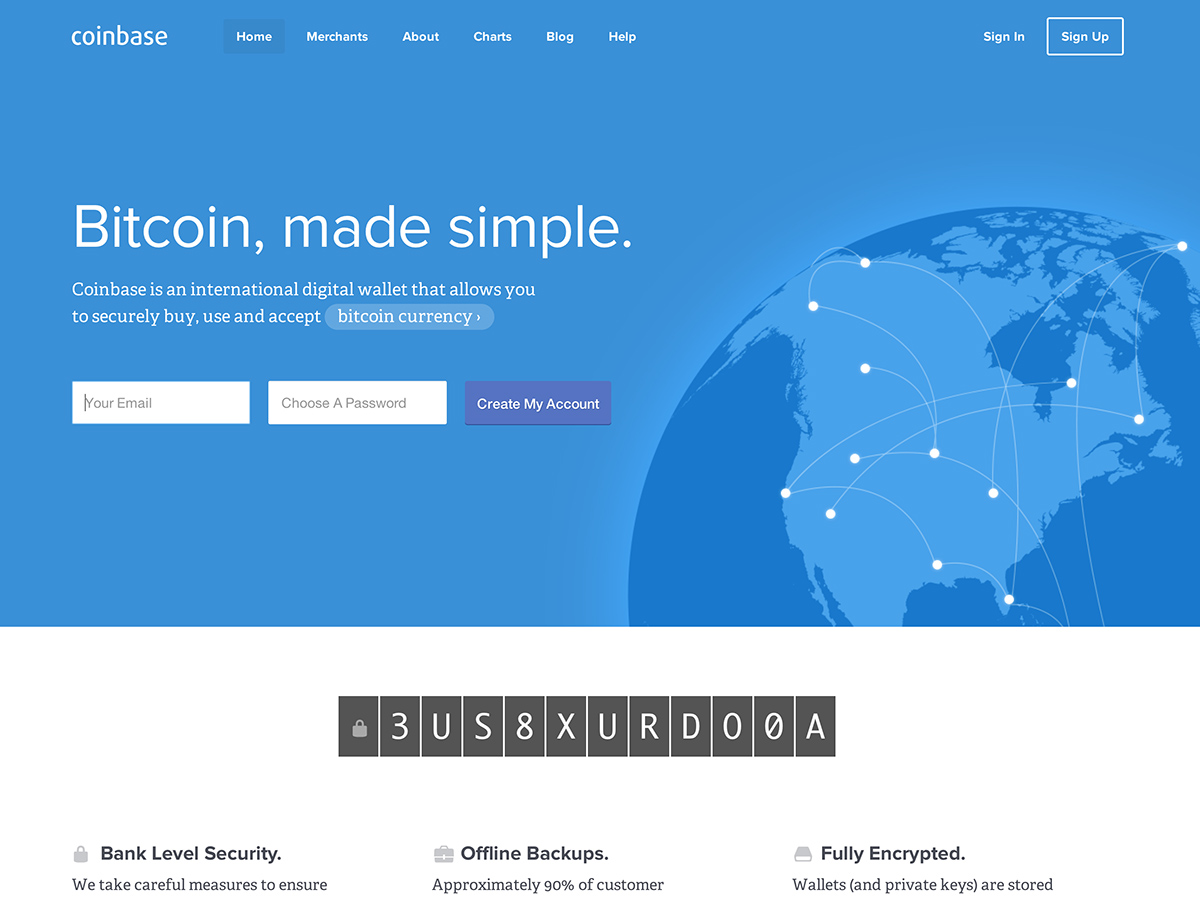 coinbase
Home Merchants About Charts Blog Help Sign In Sign Up
Bitcoin, made simple.
Coinbase is an international digital wallet that allows you
to securely buy, use and accept bitcoin currency ›
Your Email Choose A Password Create My Account
3US8XURDO0A
Bank Level Security. Offline Backups. Fully Encrypted.
We take careful measures to ensure Approximately 90% of customer Wallets (and private keys) are stored